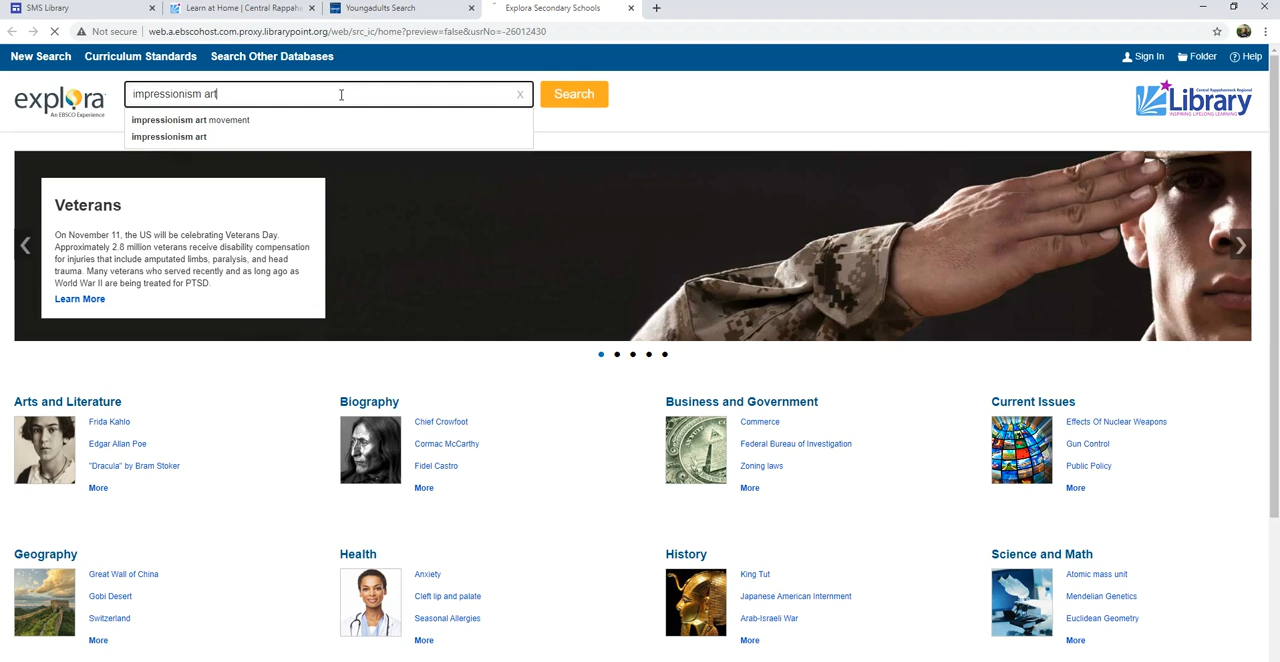 SMS Library
Learn at Home | Central Rappaha
Youngadults Search
Explora Secondary Schools
Not secure | web.a.ebscohost.com.proxy.librarypoint.org/web/src_ic/home?preview=false&usrNo=-26012430
New Search Curriculum Standards Search Other Databases Sign In Folder Help
explora
An EBSCO Experience
impressionism art X Search
Central Rappahannock Regional
Library
INSPIRING LIFELONG LEARNING
impressionism art movement
impressionism art
Veterans
On November 11, the US will be celebrating Veterans Day.
Approximately 2.8 million veterans receive disability compensation
for injuries that include amputated limbs, paralysis, and head
trauma. Many veterans who served recently and as long ago as
World War II are being treated for PTSD.
Learn More
Arts and Literature
Frida Kahlo
Edgar Allan Poe
"Dracula" by Bram Stoker
More
Biography
Chief Crowfoot
Cormac McCarthy
Fidel Castro
More
Business and Government
Commerce
Federal Bureau of Investigation
Zoning laws
More
Current Issues
Effects Of Nuclear Weapons
Gun Control
Public Policy
More
Geography
Great Wall of China
Gobi Desert
Switzerland
More
Health
Anxiety
Cleft lip and palate
Seasonal Allergies
More
History
King Tut
Japanese American Internment
Arab-Israeli War
More
Science and Math
Atomic mass unit
Mendelian Genetics
Euclidean Geometry
More